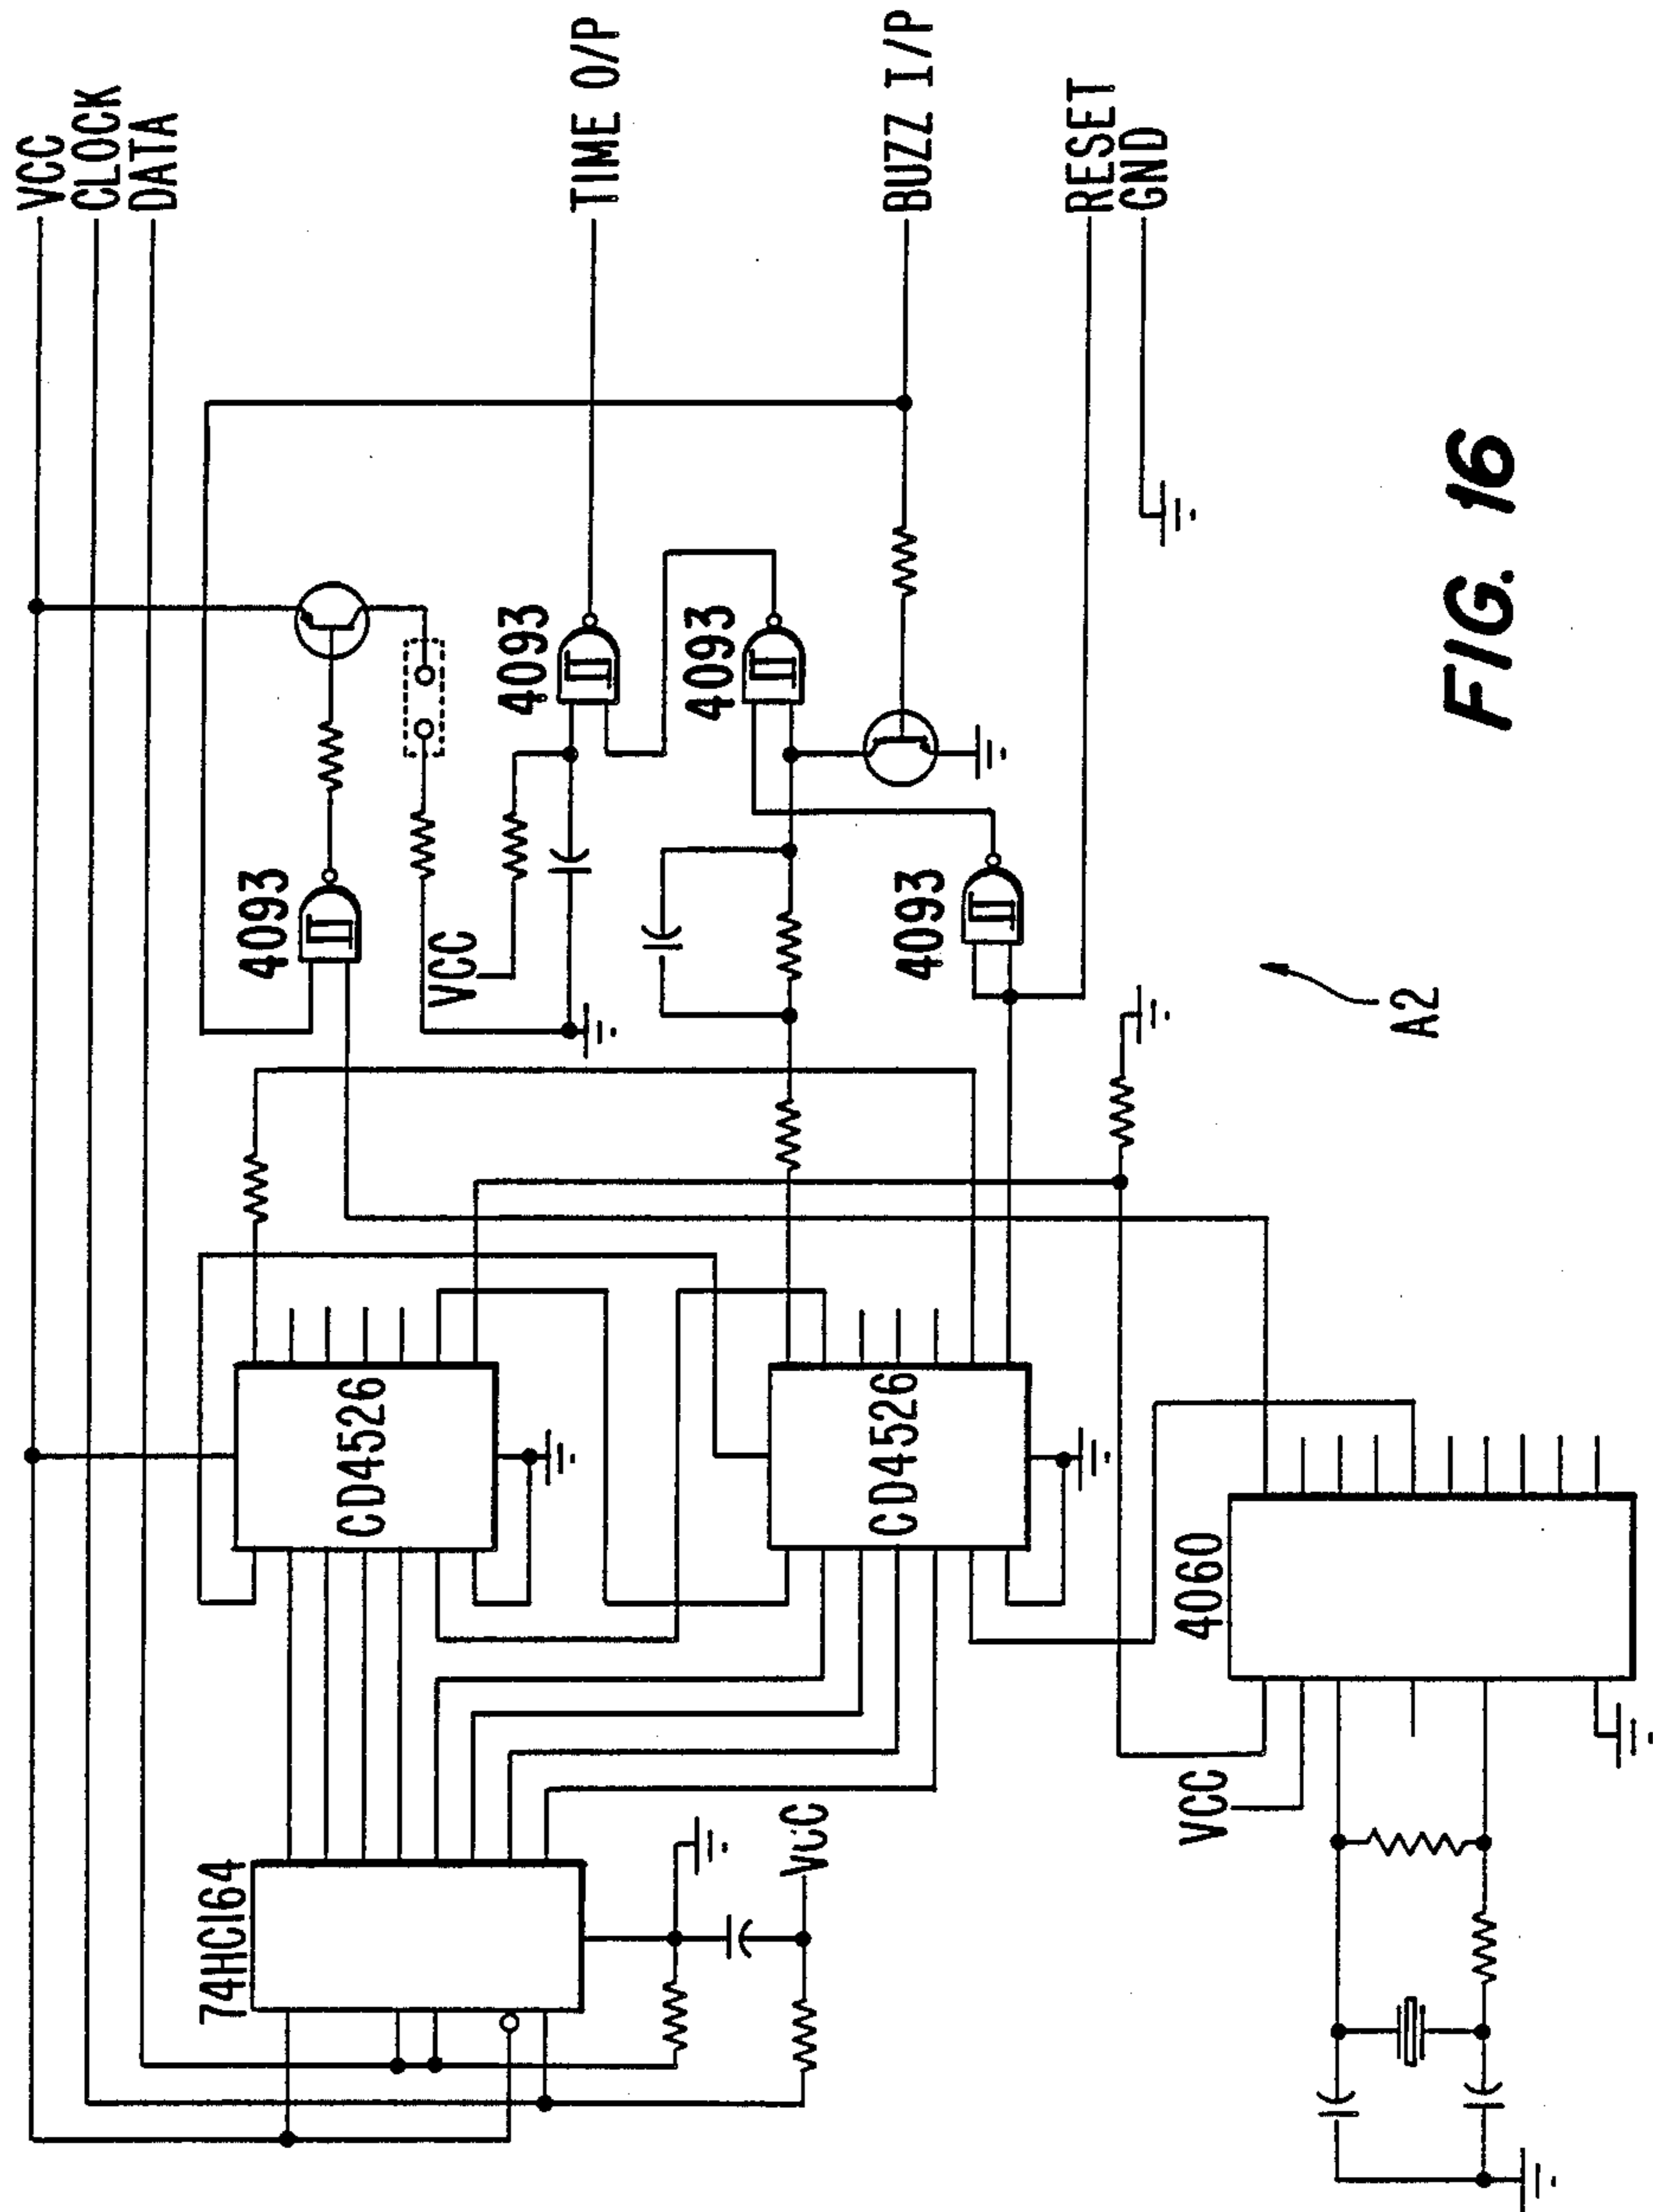 VCC
CLOCK
DATA
TIME O/P
BUZZ I/P
RESET
GND
4093
4093
4093
4093
VCC
CD4526
CD4526
74HC164
VCC
4060
VCC
A2
FIG. 16